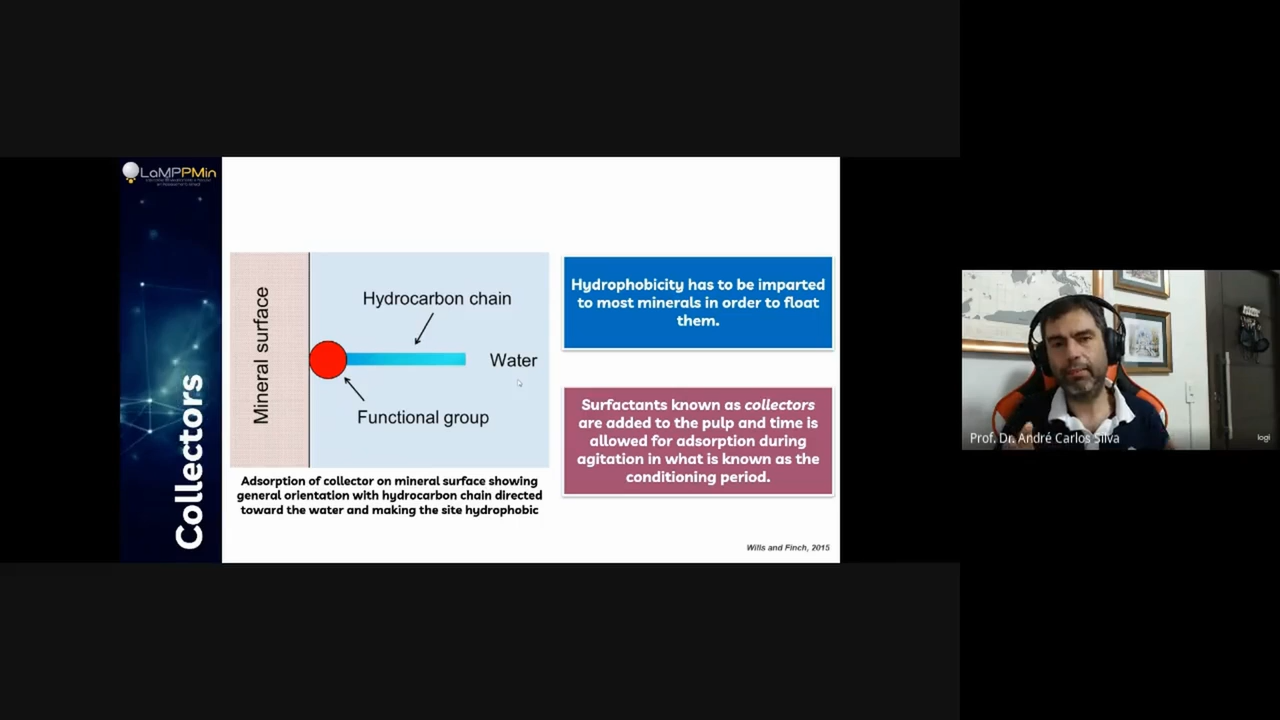 LaMPPMin
Collectors
Mineral surface
Hydrocarbon chain
Water
Functional group
Adsorption of collector on mineral surface showing
general orientation with hydrocarbon chain directed
toward the water and making the site hydrophobic
Hydrophobicity has to be imparted
to most minerals in order to float
them.
Surfactants known as collectors
are added to the pulp and time is
allowed for adsorption during
agitation in what is known as the
conditioning period.
Wills and Finch, 2015
Prof. Dr. André Carlos Silva
logi